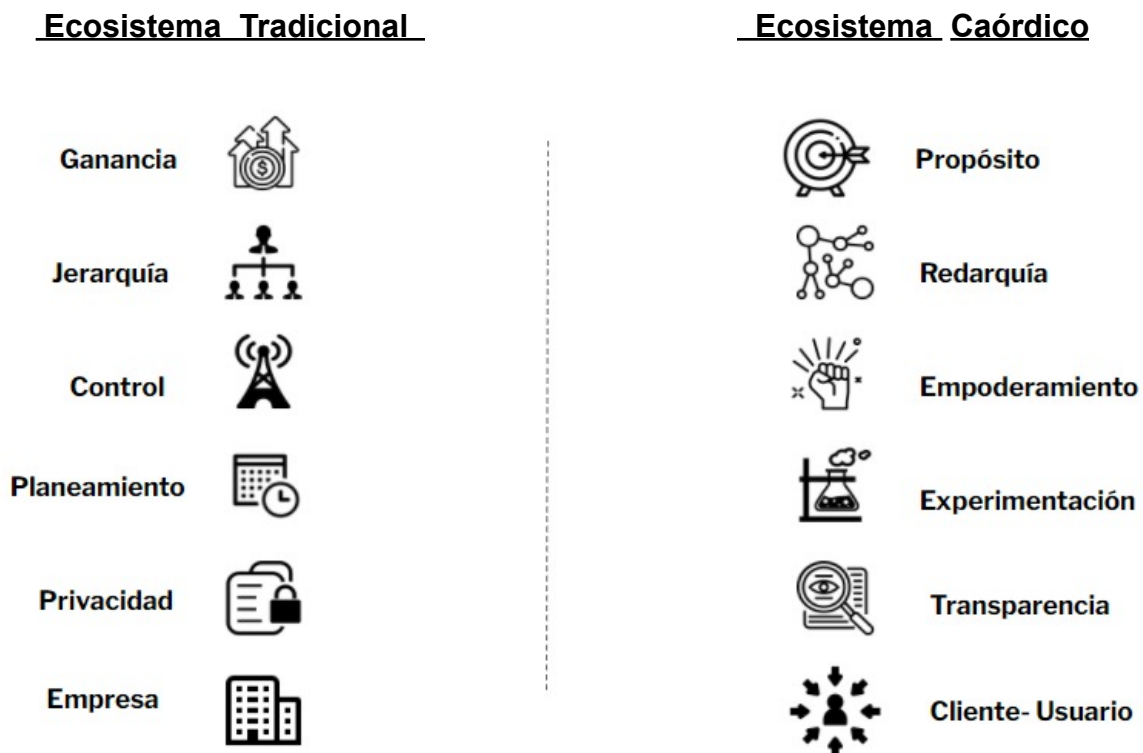 Ecosistema Tradicional
Ganancia
Jerarquía
Control
Planeamiento
Privacidad
Empresa
Ecosistema Caórdico
$
Propósito
Redarquía
Empoderamiento
Experimentación
Transparencia
Cliente- Usuario